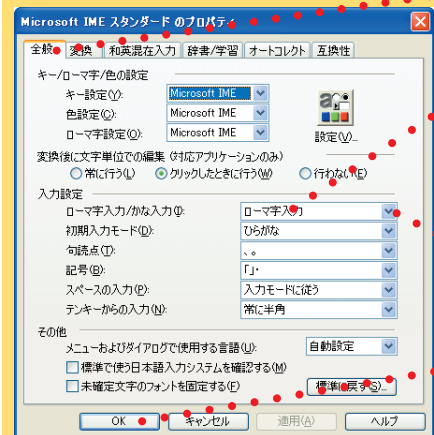 Microsoft IME スタンダード のプロパティ
全般 変換 和英混在入力 辞書/学習 オートコレクト 互換性
キー/ローマ字/色の設定
キー設定(Y): Microsoft IME
色設定(C): Microsoft IME
ローマ字設定(O): Microsoft IME 設定(V)...
変換後に文字単位での編集 (対応アプリケーションのみ)
常に行う(L) クリックしたときに行う(W) 行わない(E)
入力設定
ローマ字入力/かな入力(I): ローマ字入力
初期入力モード(D): ひらがな
句読点(T): 、。
記号(B): 「」・
スペースの入力(P): 入力モードに従う
テンキーからの入力(N): 常に半角
その他
メニューおよびダイアログで使用する言語(U): 自動設定
標準で使う日本語入力システムを確認する(M)
未確定文字のフォントを固定する(F) 標準に戻す(S)...
OK キャンセル 適用(A) ヘルプ